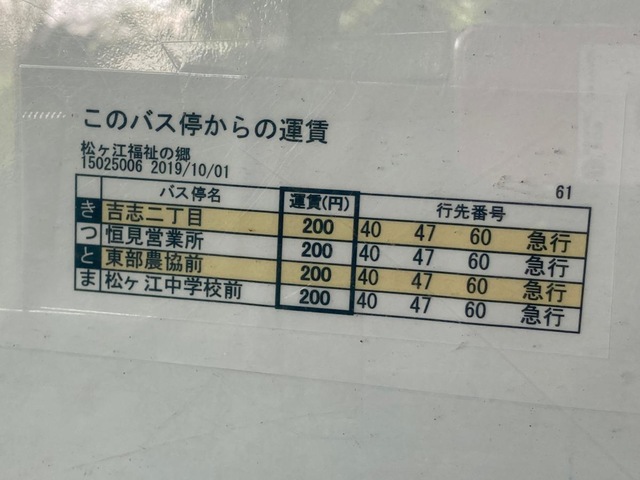 このバス停からの運賃
松ヶ江福祉の郷
15025006 2019/10/01
61
バス停名 運賃(円) 行先番号
き 吉志二丁目 200 40 47 60 急行
つ 恒見営業所 200 40 47 60 急行
と 東部農協前 200 40 47 60 急行
ま 松ヶ江中学校前 200 40 47 60 急行